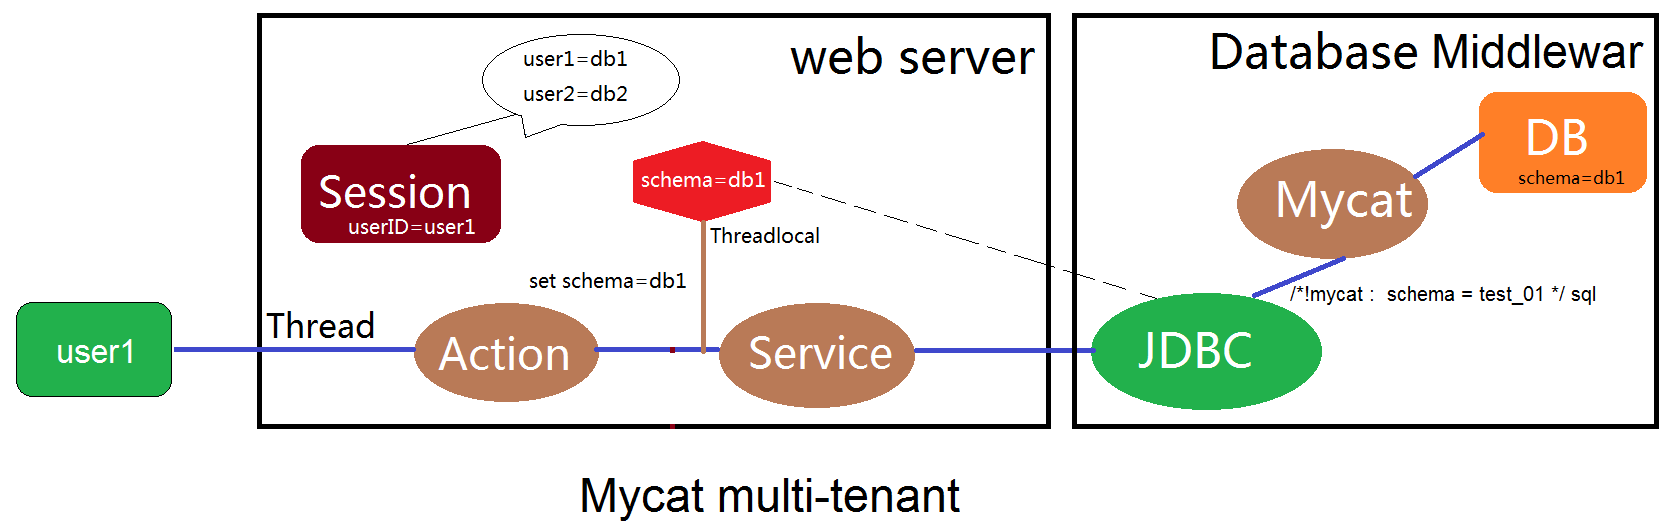 user1=db1
user2=db2
web server
Database Middlewar
Session
userID=user1
schema=db1
Threadlocal
DB
schema=db1
Mycat
set schema=db1
/*!mycat : schema = test_01 */ sql
user1
Thread
Action
Service
JDBC
Mycat multi-tenant